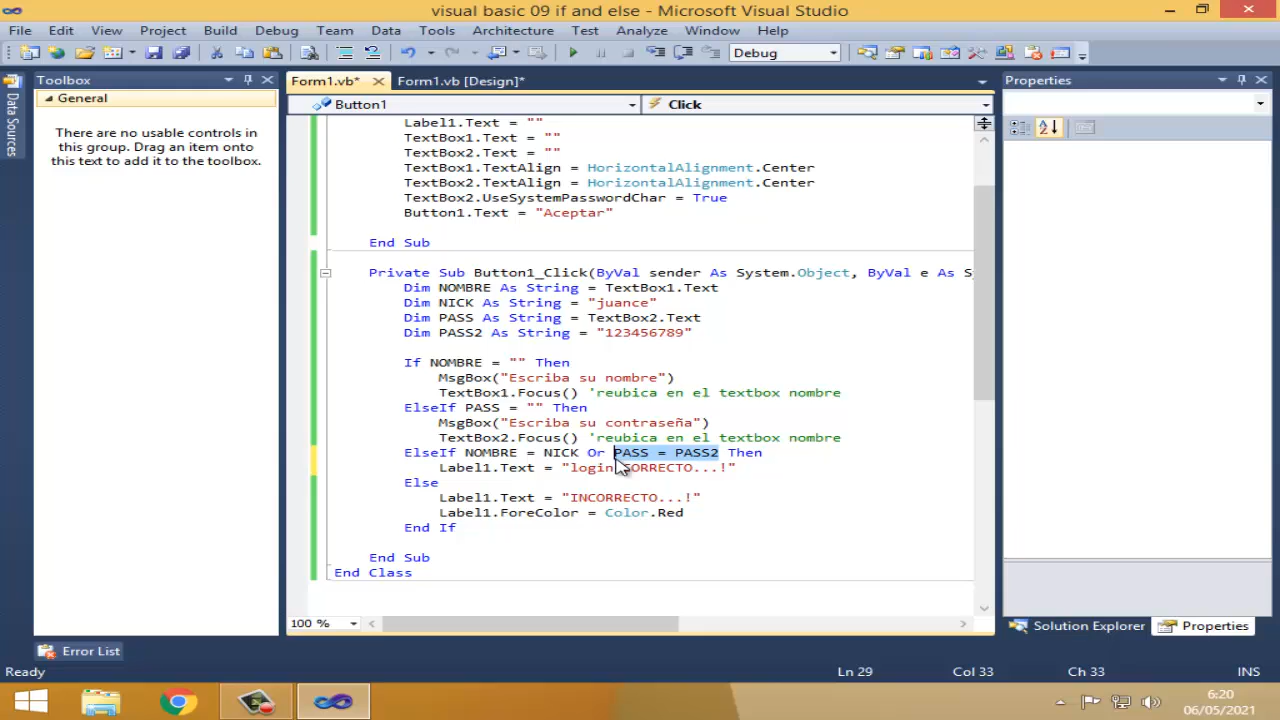 visual basic 09 if and else - Microsoft Visual Studio
File Edit View Project Build Debug Team Data Tools Architecture Test Analyze Window Help
Debug
Data Sources
Toolbox
General
There are no usable controls in
this group. Drag an item onto
this text to add it to the toolbox.
Form1.vb* Form1.vb [Design]*
Button1 Click
Label1.Text = ""
TextBox1.Text = ""
TextBox2.Text = ""
TextBox1.TextAlign = HorizontalAlignment.Center
TextBox2.TextAlign = HorizontalAlignment.Center
TextBox2.UseSystemPasswordChar = True
Button1.Text = "Aceptar"
End Sub
Private Sub Button1_Click(ByVal sender As System.Object, ByVal e As S
Dim NOMBRE As String = TextBox1.Text
Dim NICK As String = "juance"
Dim PASS As String = TextBox2.Text
Dim PASS2 As String = "123456789"
If NOMBRE = "" Then
MsgBox("Escriba su nombre")
TextBox1.Focus() 'reubica en el textbox nombre
ElseIf PASS = "" Then
MsgBox("Escriba su contraseña")
TextBox2.Focus() 'reubica en el textbox nombre
ElseIf NOMBRE = NICK Or PASS = PASS2 Then
Label1.Text = "login CORRECTO...!"
Else
Label1.Text = "INCORRECTO...!"
Label1.ForeColor = Color.Red
End If
End Sub
End Class
100 %
Properties
Solution Explorer Properties
Error List
Ready Ln 29 Col 33 Ch 33 INS
6:20
06/05/2021